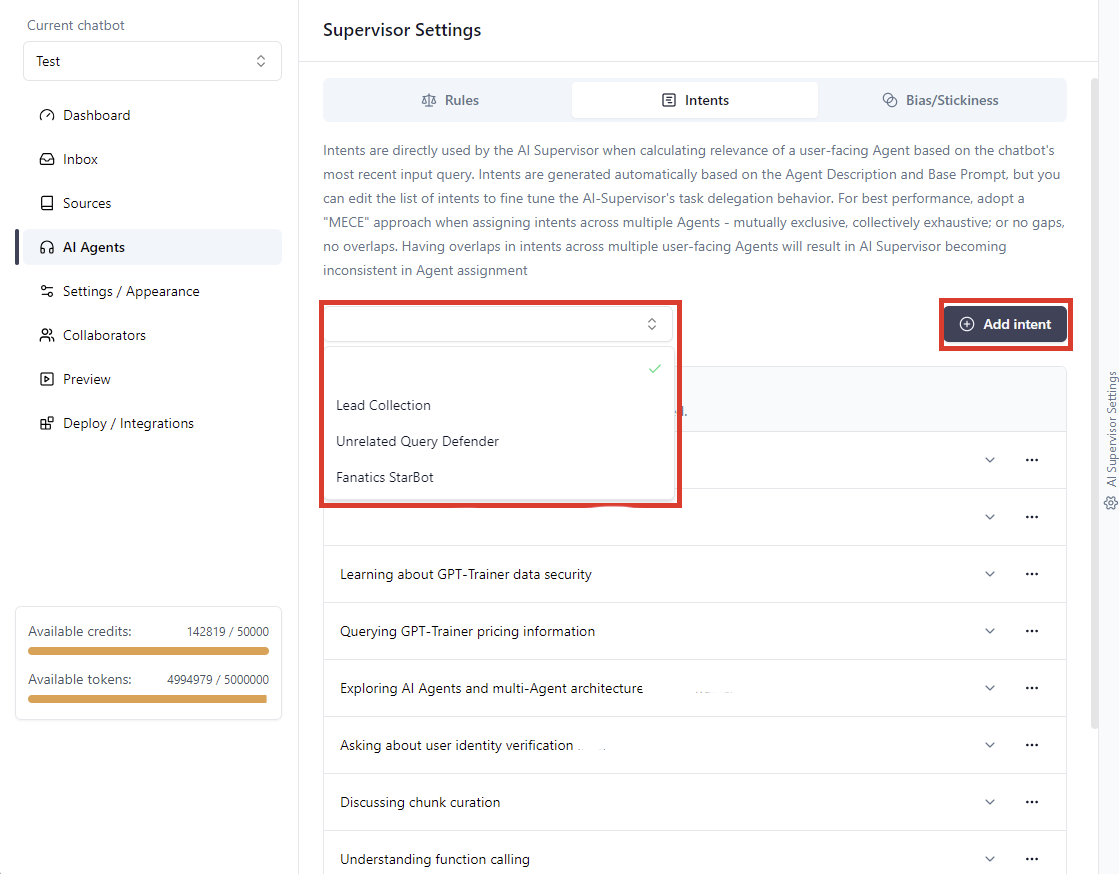 Current chatbot
Test
Dashboard
Inbox
Sources
AI Agents
Settings / Appearance
Collaborators
Preview
Deploy / Integrations
Available credits: 142819 / 50000
Available tokens: 4994979 / 5000000
Supervisor Settings
Rules
Intents
Bias/Stickiness
Intents are directly used by the AI Supervisor when calculating relevance of a user-facing Agent based on the chatbot's
most recent input query. Intents are generated automatically based on the Agent Description and Base Prompt, but you
can edit the list of intents to fine tune the AI-Supervisor's task delegation behavior. For best performance, adopt a
"MECE" approach when assigning intents across multiple Agents - mutually exclusive, collectively exhaustive; or no gaps,
no overlaps. Having overlaps in intents across multiple user-facing Agents will result in AI Supervisor becoming
inconsistent in Agent assignment
Add intent
Lead Collection
Unrelated Query Defender
Fanatics StarBot
Learning about GPT-Trainer data security
Querying GPT-Trainer pricing information
Exploring AI Agents and multi-Agent architecture
Asking about user identity verification
Discussing chunk curation
Understanding function calling
AI Supervisor Settings